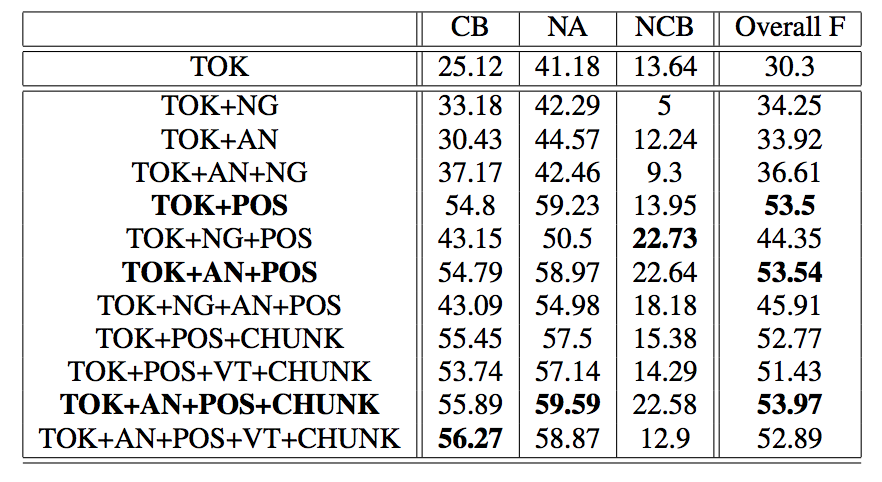 CB NA NCB Overall F
TOK 25.12 41.18 13.64 30.3
TOK+NG 33.18 42.29 5 34.25
TOK+AN 30.43 44.57 12.24 33.92
TOK+AN+NG 37.17 42.46 9.3 36.61
TOK+POS 54.8 59.23 13.95 53.5
TOK+NG+POS 43.15 50.5 22.73 44.35
TOK+AN+POS 54.79 58.97 22.64 53.54
TOK+NG+AN+POS 43.09 54.98 18.18 45.91
TOK+POS+CHUNK 55.45 57.5 15.38 52.77
TOK+POS+VT+CHUNK 53.74 57.14 14.29 51.43
TOK+AN+POS+CHUNK 55.89 59.59 22.58 53.97
TOK+AN+POS+VT+CHUNK 56.27 58.87 12.9 52.89